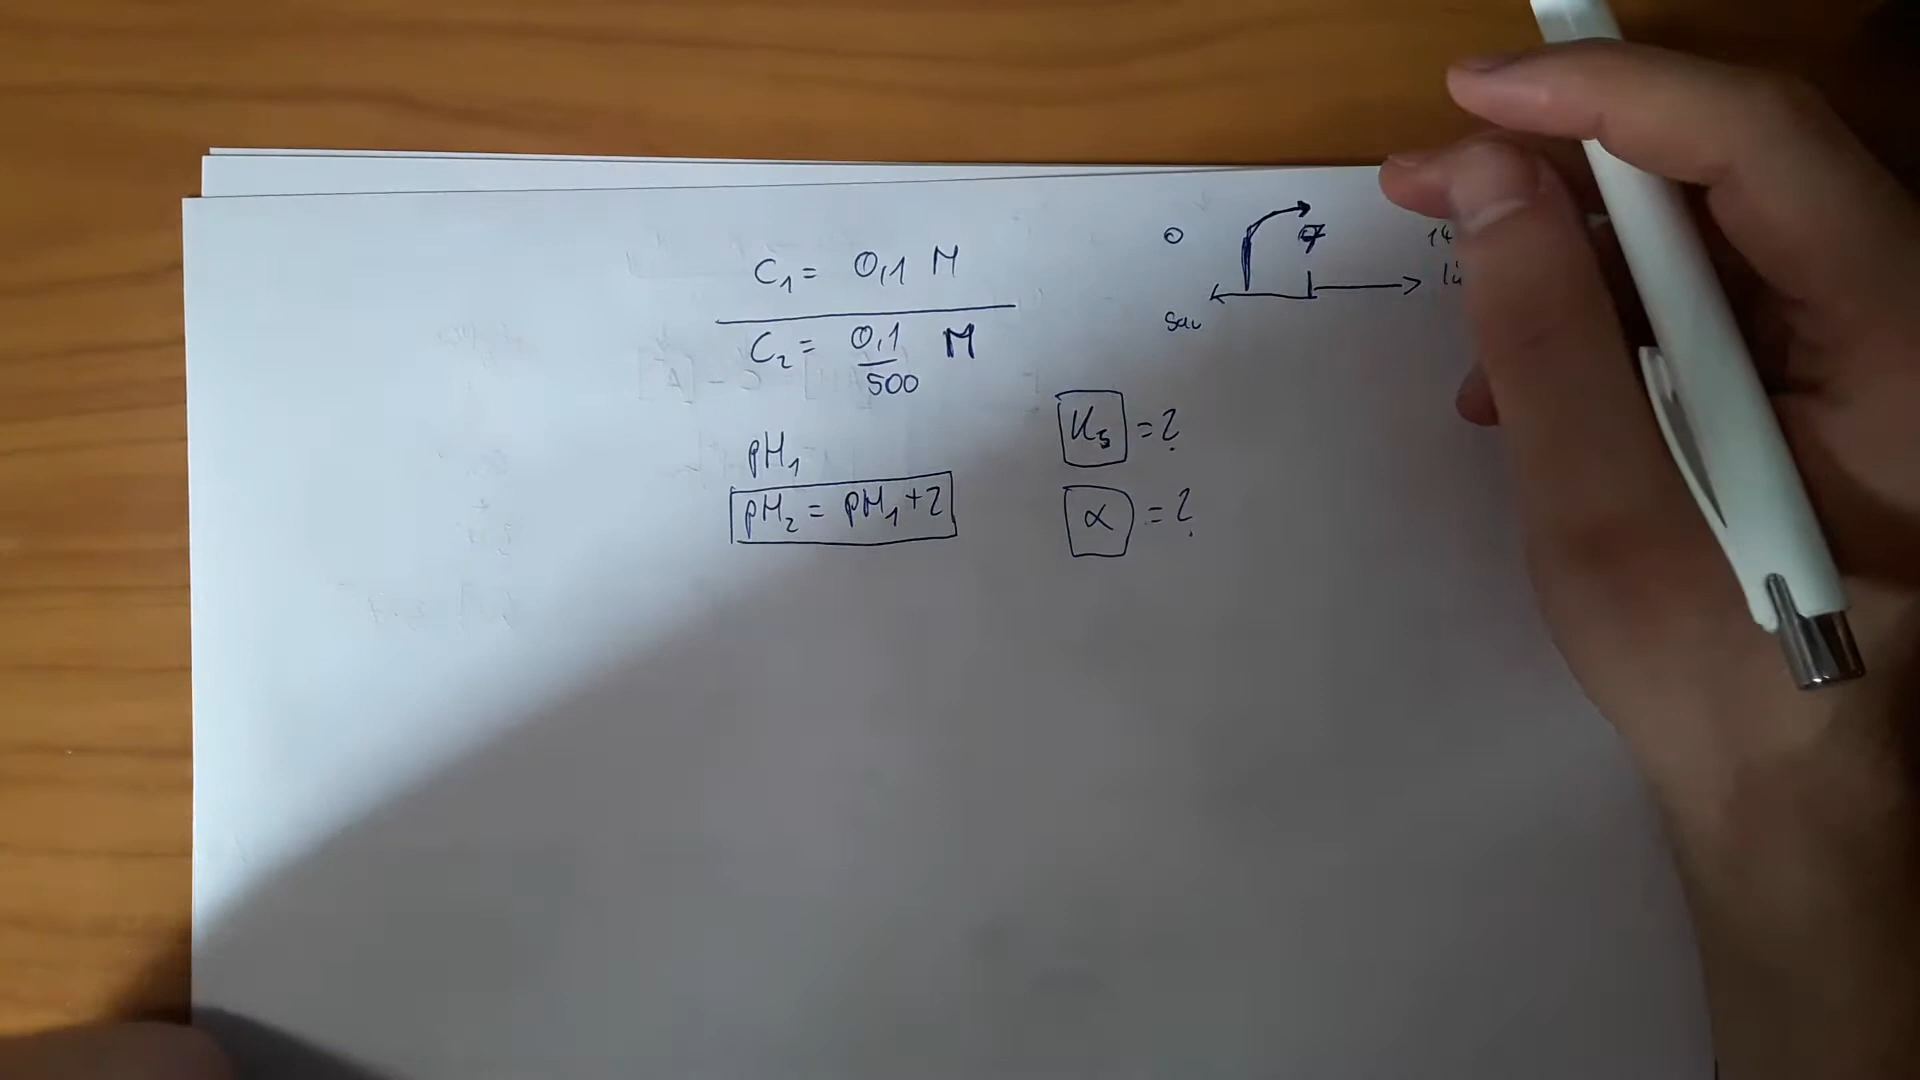 C₁ = 0,1 M
C₂ = 0,1/500 M
pH₁
pH₂ = pH₁ + 2
0 7 14
Ks = ?
α = ?